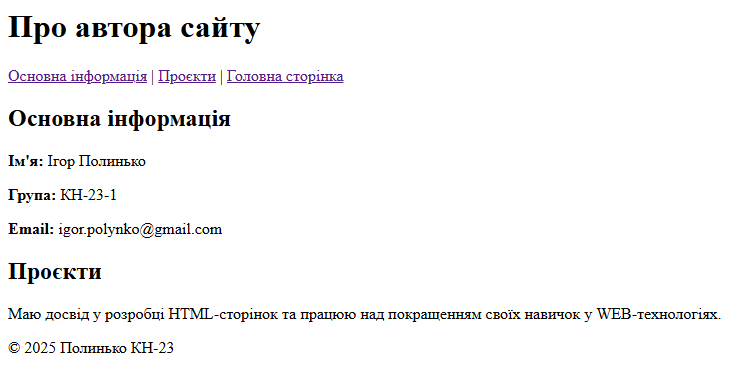 Про автора сайту
Основна інформація | Проєкти | Головна сторінка
Основна інформація
Ім'я: Ігор Полинько
Група: КН-23-1
Email: igor.polynko@gmail.com
Проєкти
Маю досвід у розробці HTML-сторінок та працюю над покращенням своїх навичок у WEB-технологіях.
© 2025 Полинько КН-23